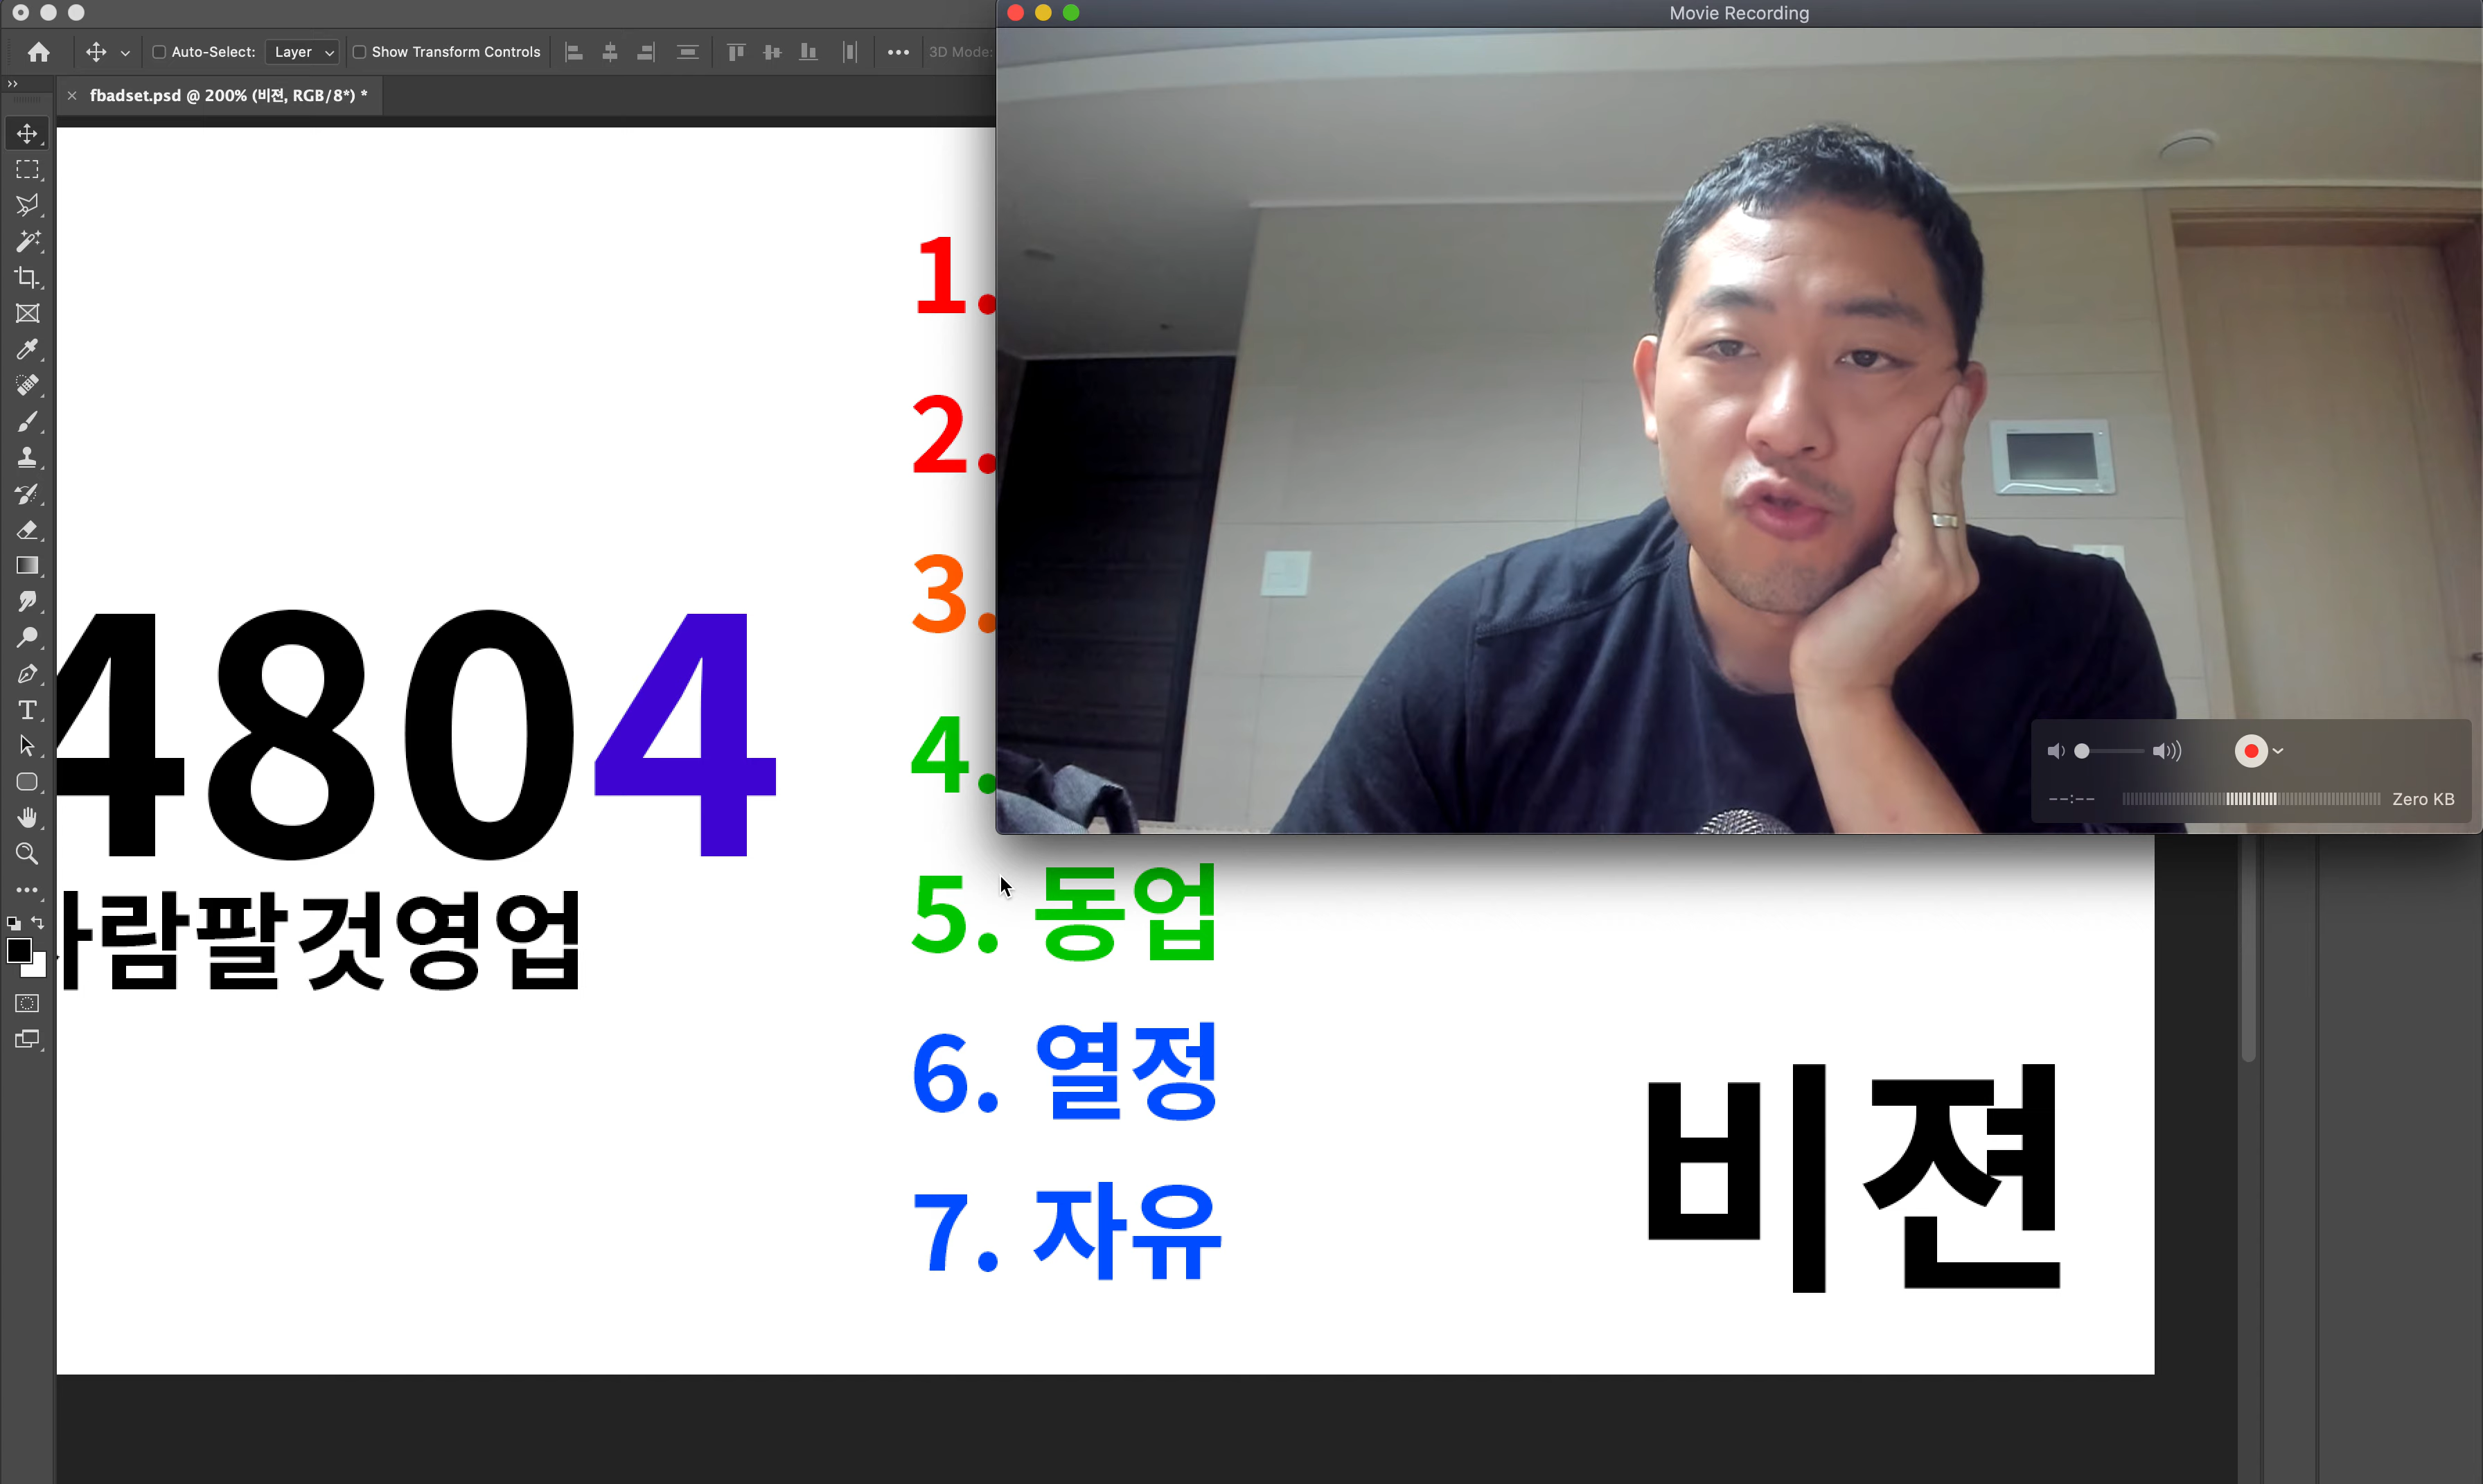 Movie Recording
Auto-Select:
Layer
Show Transform Controls
3D Mode:
fbadset.psd @ 200% (비젼, RGB/8*) *
1.
2.
3.
4.
5. 동업
6. 열정
7. 자유
4804
람팔것영업
비젼
--:--
Zero KB